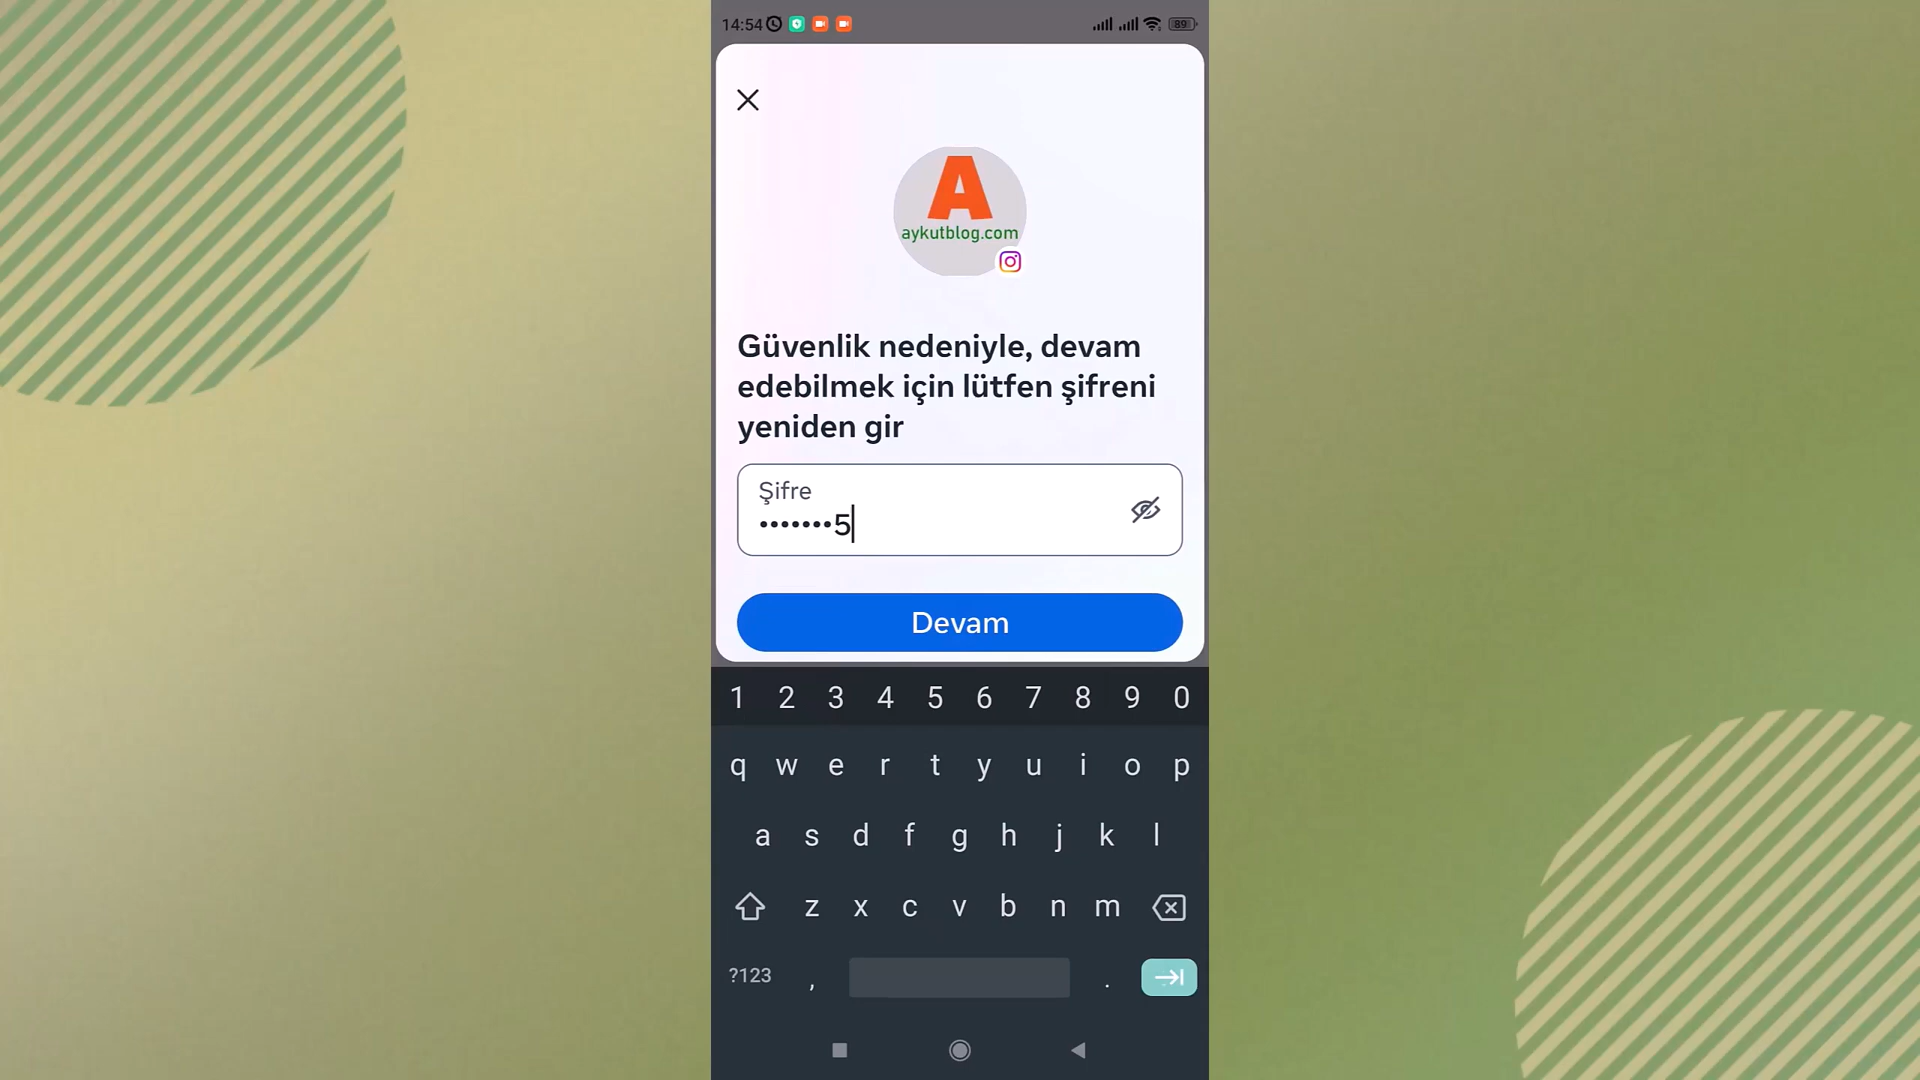 14:54
89
A
aykutblog.com
Güvenlik nedeniyle, devam
edebilmek için lütfen şifreni
yeniden gir
Şifre
•••••••5
Devam
1 2 3 4 5 6 7 8 9 0
q w e r t y u i o p
a s d f g h j k l
z x c v b n m
?123 , .